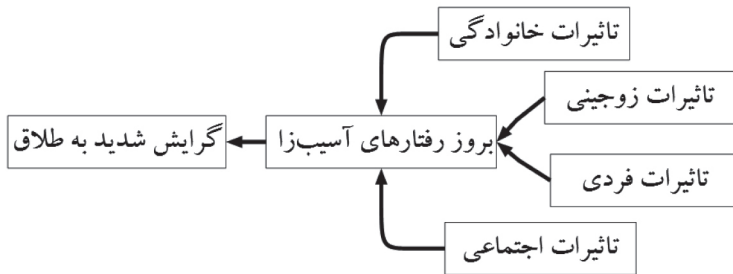 تاثیرات خانوادگی
تاثیرات زوجینی
بروز رفتارهای آسیب‌زا
گرایش شدید به طلاق
تاثیرات فردی
تاثیرات اجتماعی